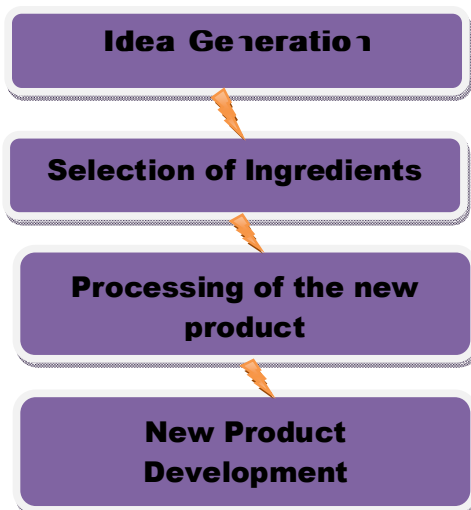 Idea Generation
Selection of Ingredients
Processing of the new
product
New Product
Development